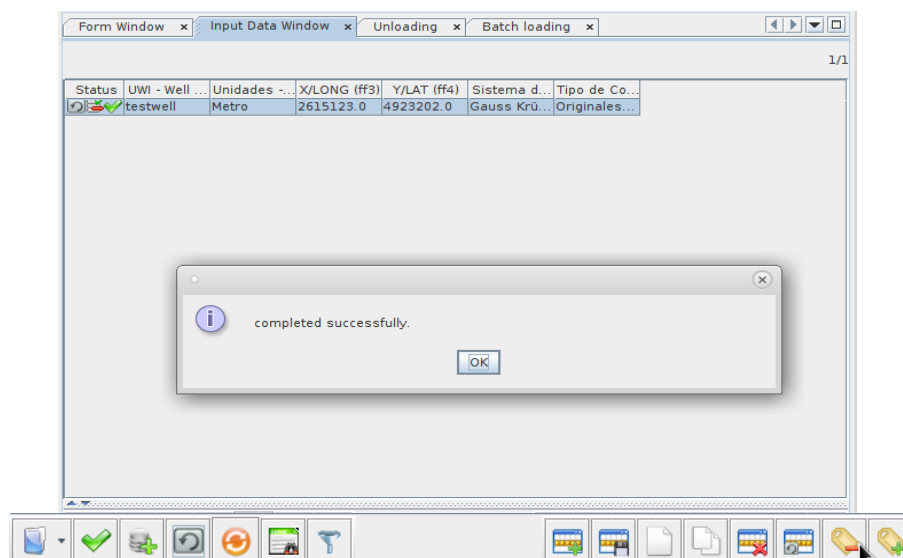 Form Window x Input Data Window x Unloading x Batch loading x
1/1
Status UWI - Well ... Unidades -... X/LONG (ff3) Y/LAT (ff4) Sistema d... Tipo de Co...
testwell Metro 2615123.0 4923202.0 Gauss Krü... Originales...
completed successfully.
OK